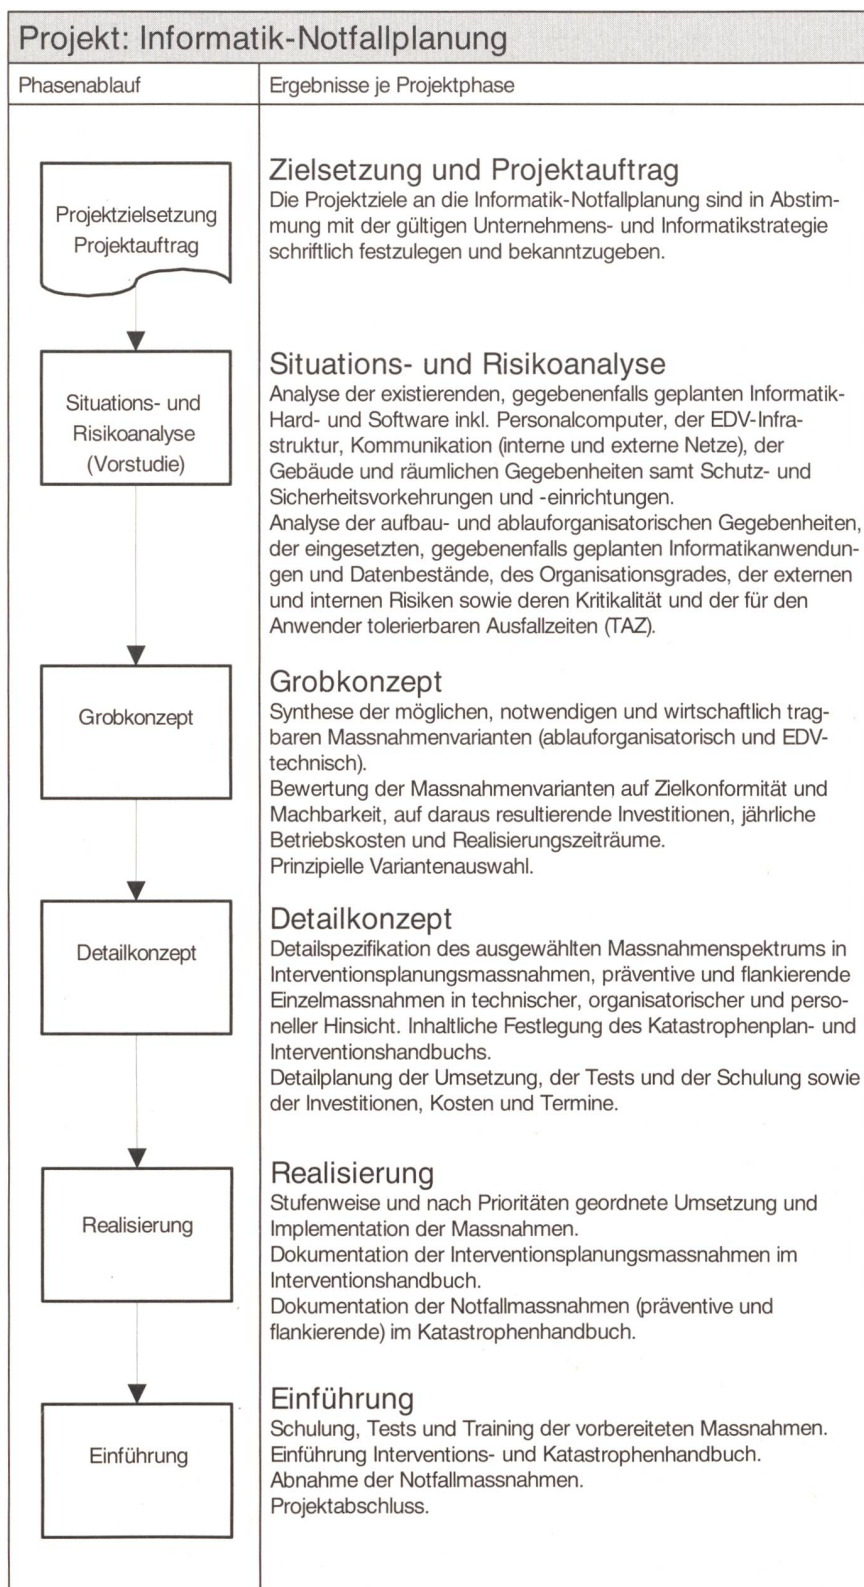 Projekt: Informatik-Notfallplanung
Phasenablauf
Ergebnisse je Projektphase
Projektzielsetzung
Projektauftrag
Zielsetzung und Projektauftrag
Die Projektziele an die Informatik-Notfallplanung sind in Abstim-
mung mit der gültigen Unternehmens- und Informatikstrategie
schriftlich festzulegen und bekanntzugeben.
Situations- und
Risikoanalyse
(Vorstudie)
Situations- und Risikoanalyse
Analyse der existierenden, gegebenenfalls geplanten Informatik-
Hard- und Software inkl. Personalcomputer, der EDV-Infra-
struktur, Kommunikation (interne und externe Netze), der
Gebäude und räumlichen Gegebenheiten samt Schutz- und
Sicherheitsvorkehrungen und -einrichtungen.
Analyse der aufbau- und ablauforganisatorischen Gegebenheiten,
der eingesetzten, gegebenenfalls geplanten Informatikanwendun-
gen und Datenbestände, des Organisationsgrades, der externen
und internen Risiken sowie deren Kritikalität und der für den
Anwender tolerierbaren Ausfallzeiten (TAZ).
Grobkonzept
Grobkonzept
Synthese der möglichen, notwendigen und wirtschaftlich trag-
baren Massnahmenvarianten (ablauforganisatorisch und EDV-
technisch).
Bewertung der Massnahmenvarianten auf Zielkonformität und
Machbarkeit, auf daraus resultierende Investitionen, jährliche
Betriebskosten und Realisierungszeiträume.
Prinzipielle Variantenauswahl.
Detailkonzept
Detailkonzept
Detailspezifikation des ausgewählten Massnahmenspektrums in
Interventionsplanungsmassnahmen, präventive und flankierende
Einzelmassnahmen in technischer, organisatorischer und perso-
neller Hinsicht. Inhaltliche Festlegung des Katastrophenplan- und
Interventionshandbuchs.
Detailplanung der Umsetzung, der Tests und der Schulung sowie
der Investitionen, Kosten und Termine.
Realisierung
Realisierung
Stufenweise und nach Prioritäten geordnete Umsetzung und
Implementation der Massnahmen.
Dokumentation der Interventionsplanungsmassnahmen im
Interventionshandbuch.
Dokumentation der Notfallmassnahmen (präventive und
flankierende) im Katastrophenhandbuch.
Einführung
Einführung
Schulung, Tests und Training der vorbereiteten Massnahmen.
Einführung Interventions- und Katastrophenhandbuch.
Abnahme der Notfallmassnahmen.
Projektabschluss.